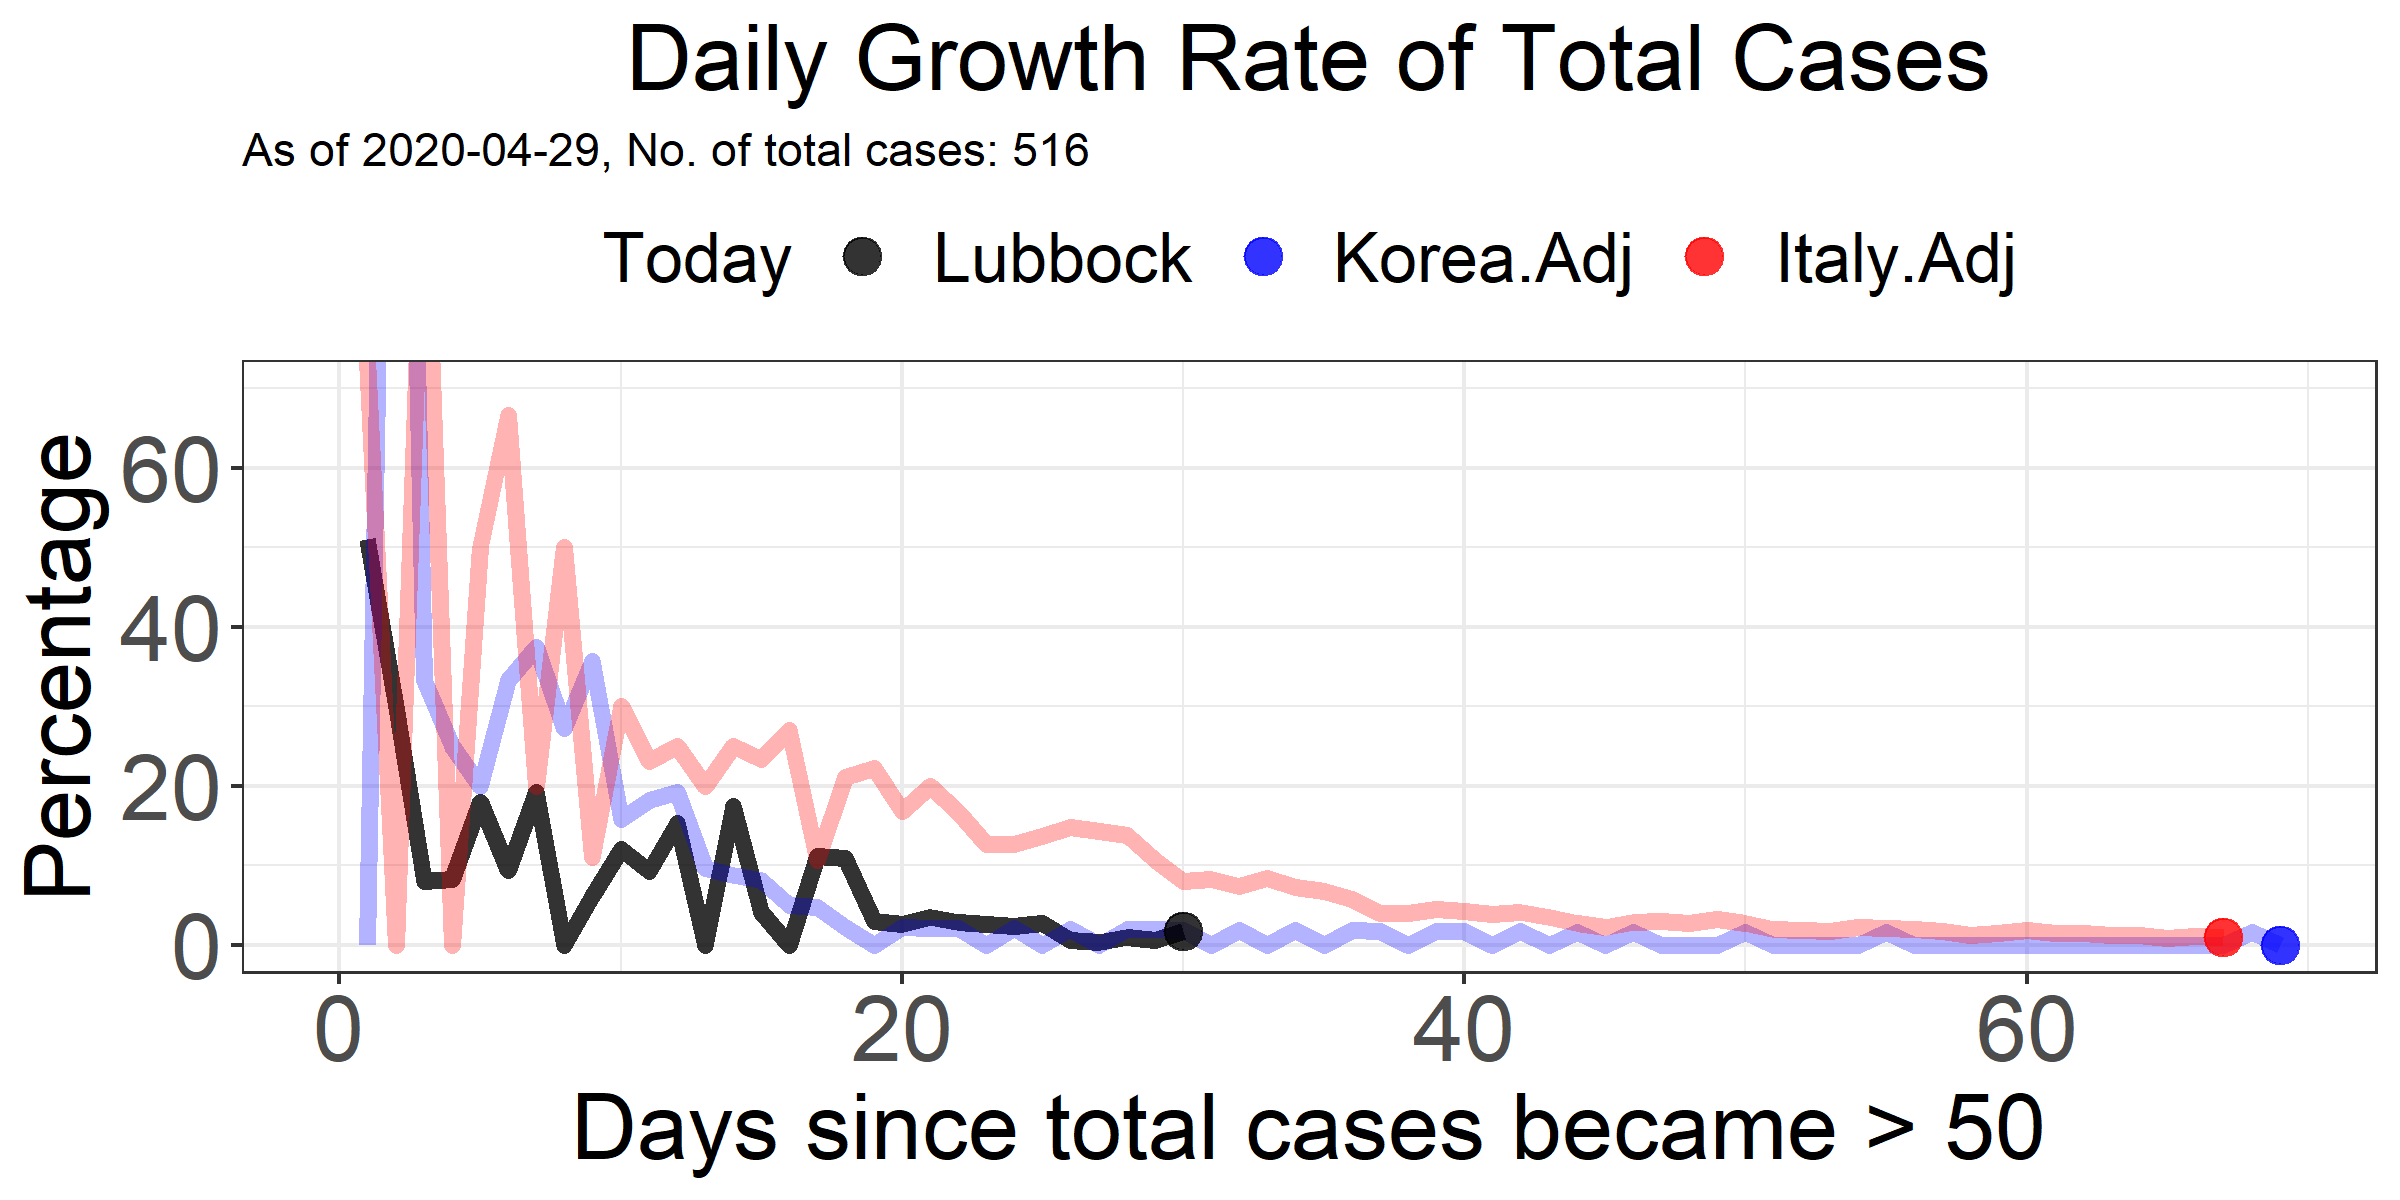 Daily Growth Rate of Total Cases
As of 2020-04-29, No. of total cases: 516
Today Lubbock Korea.Adj Italy.Adj
Percentage
60
40
20
0
0 20 40 60
Days since total cases became > 50